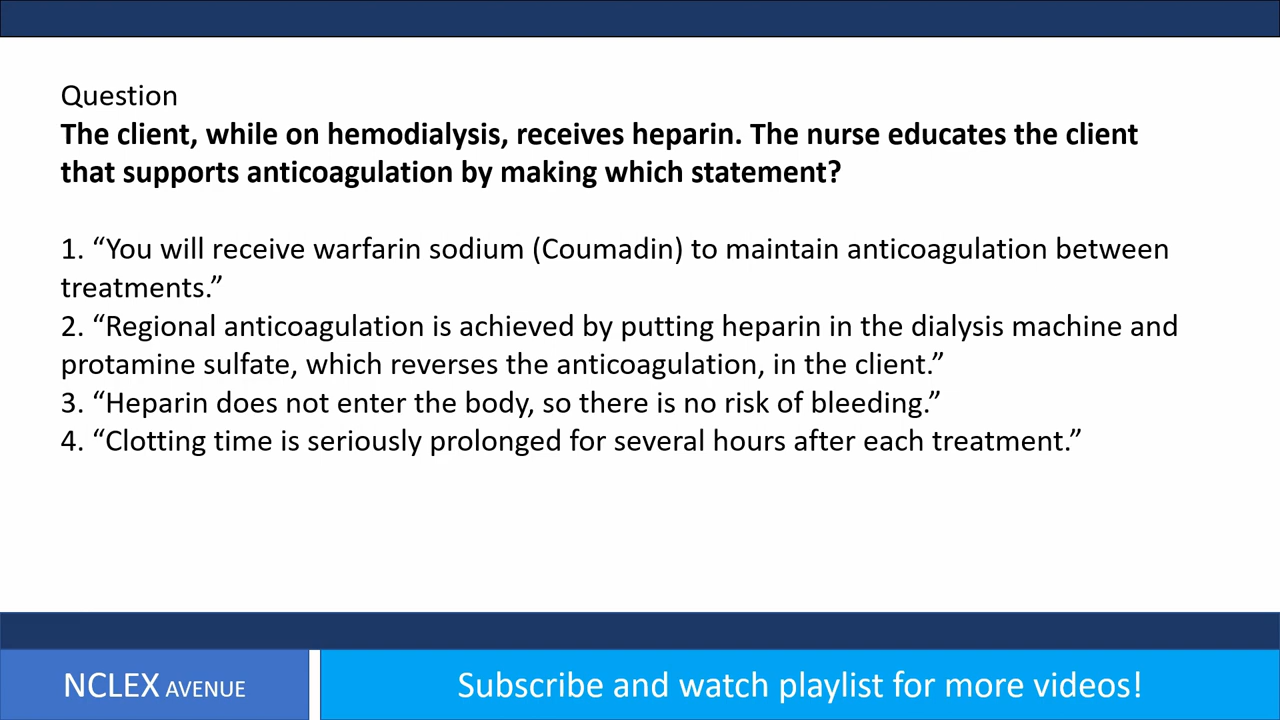 Question
The client, while on hemodialysis, receives heparin. The nurse educates the client
that supports anticoagulation by making which statement?
1. “You will receive warfarin sodium (Coumadin) to maintain anticoagulation between
treatments.”
2. “Regional anticoagulation is achieved by putting heparin in the dialysis machine and
protamine sulfate, which reverses the anticoagulation, in the client.”
3. “Heparin does not enter the body, so there is no risk of bleeding.”
4. “Clotting time is seriously prolonged for several hours after each treatment.”
NCLEX AVENUE
Subscribe and watch playlist for more videos!